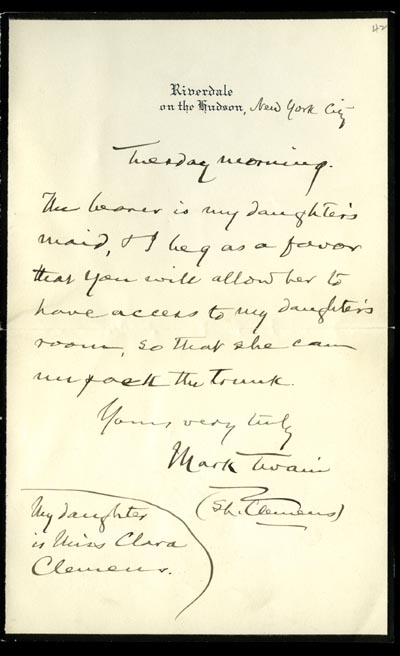 42
Riverdale
on the Hudson, New York City
Tuesday morning.
The bearer is my daughter's
maid, & I beg as a favor
that you will allow her to
have access to my daughter's
room, so that she can
unpack the trunk.
Yours very truly
Mark Twain
(SL. Clemens)
My daughter
is Miss Clara
Clemens.